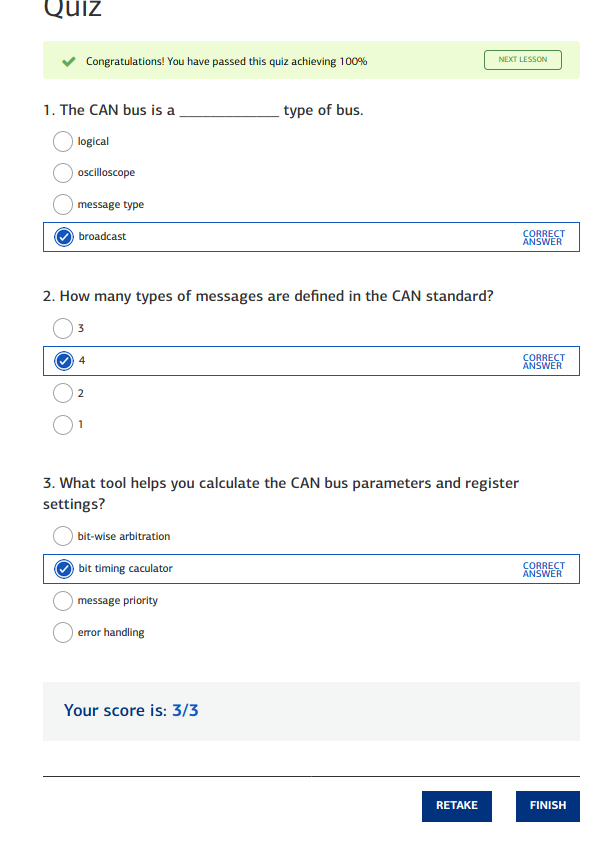 Quiz
Congratulations! You have passed this quiz achieving 100%
NEXT LESSON
1. The CAN bus is a _____________ type of bus.
logical
oscilloscope
message type
broadcast
CORRECT
ANSWER
2. How many types of messages are defined in the CAN standard?
3
4
CORRECT
ANSWER
2
1
3. What tool helps you calculate the CAN bus parameters and register
settings?
bit-wise arbitration
bit timing caculator
CORRECT
ANSWER
message priority
error handling
Your score is: 3/3
RETAKE
FINISH